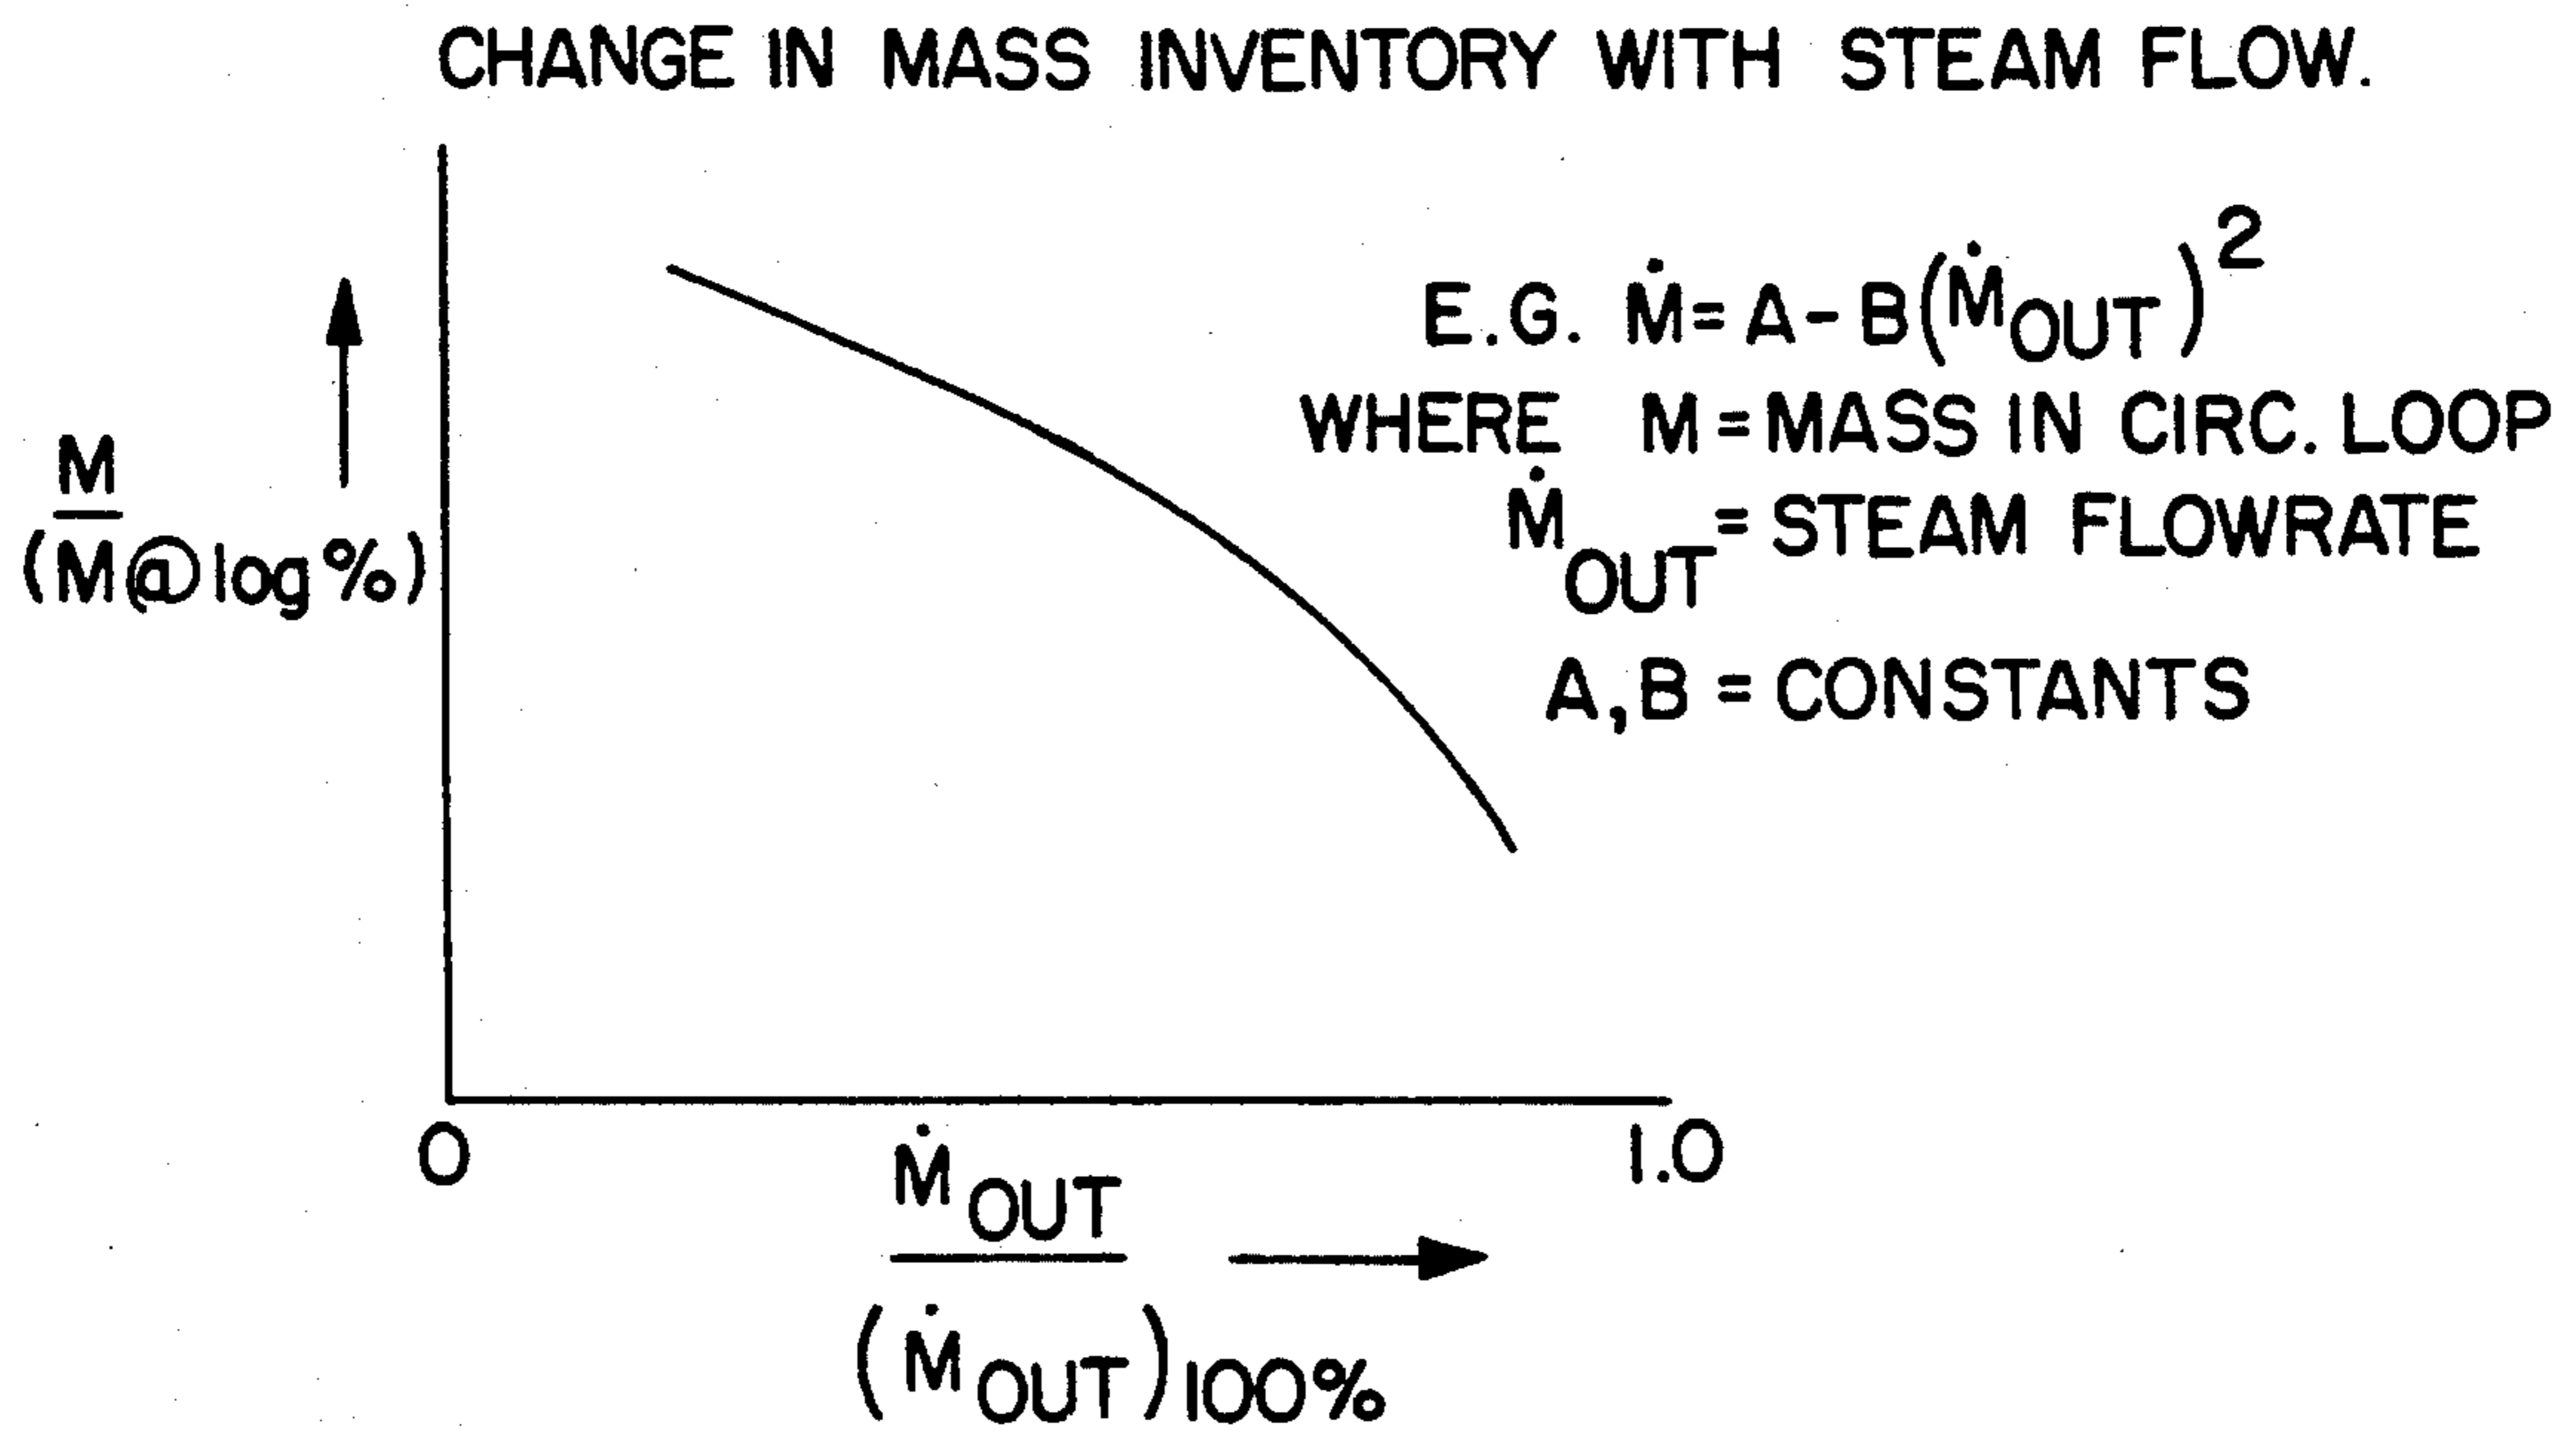 CHANGE IN MASS INVENTORY WITH STEAM FLOW.
E.G. Ṁ = A - B(ṀOUT)²
WHERE M = MASS IN CIRC. LOOP
ṀOUT = STEAM FLOWRATE
A, B = CONSTANTS
M
(M@log%)
0
1.0
ṀOUT
(ṀOUT)100%